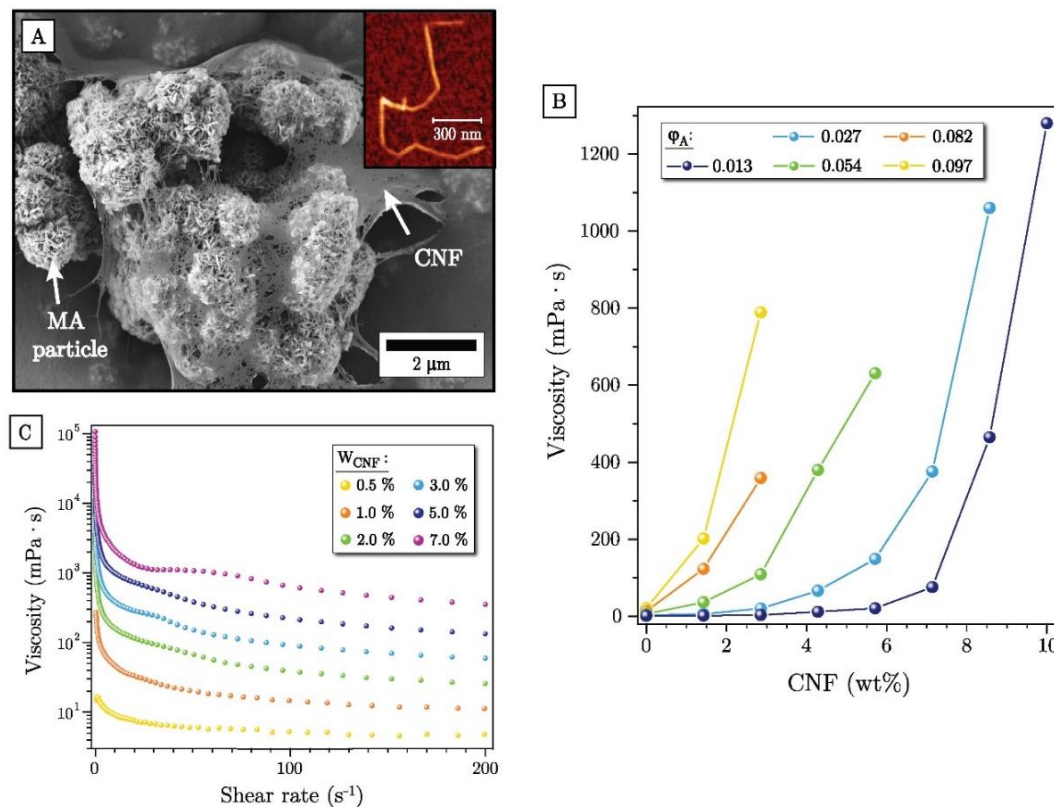 A
300 nm
CNF
MA
particle
2 μm
B
φA:
0.027 0.082
0.013 0.054 0.097
1200
1000
800
600
400
200
0
Viscosity (mPa · s)
0 2 4 6 8 10
CNF (wt%)
C
WCNF :
0.5 % 3.0 %
1.0 % 5.0 %
2.0 % 7.0 %
10⁵
10⁴
10³
10²
10¹
Viscosity (mPa · s)
0 100 200
Shear rate (s⁻¹)